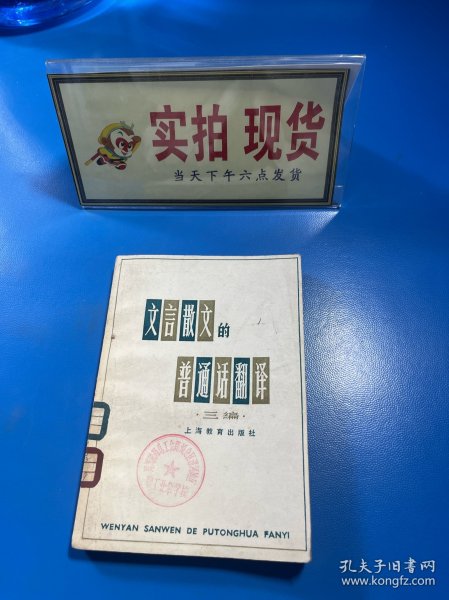 实拍 现货
当天下午六点发货
文言散文的
普通话翻译
·三编·
上海教育出版社
WENYAN SANWEN DE PUTONGHUA FANYI
孔夫子旧书网
www.kongfz.com